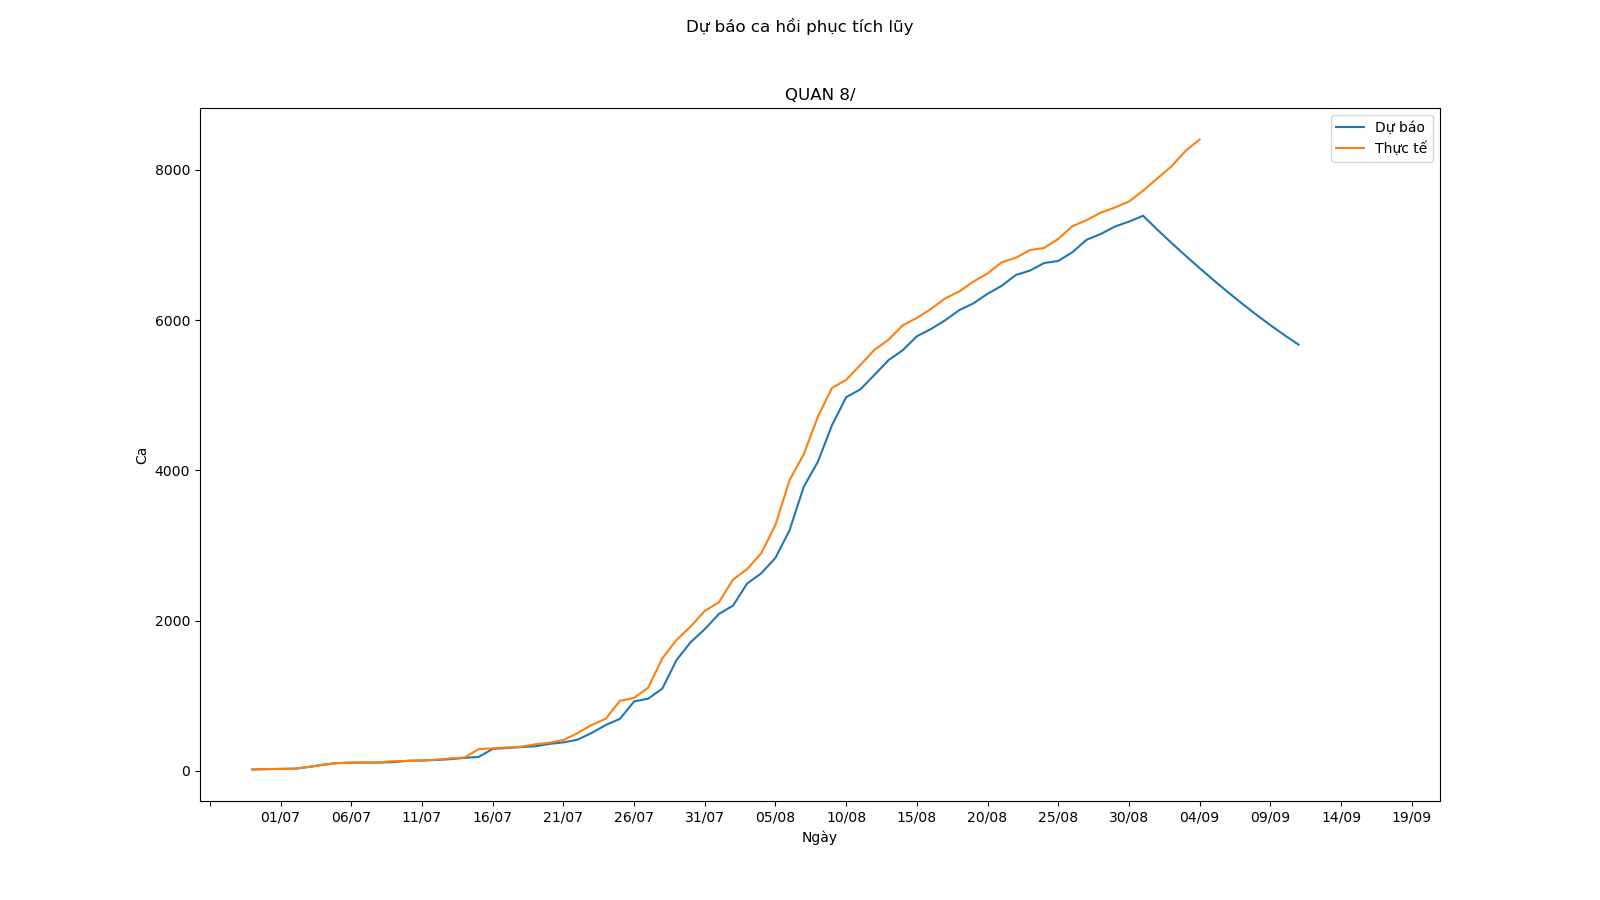 Dự báo ca hồi phục tích lũy
QUAN 8/
Dự báo
Thực tế
8000
6000
4000
2000
0
Ca
01/07 06/07 11/07 16/07 21/07 26/07 31/07 05/08 10/08 15/08 20/08 25/08 30/08 04/09 09/09 14/09 19/09
Ngày